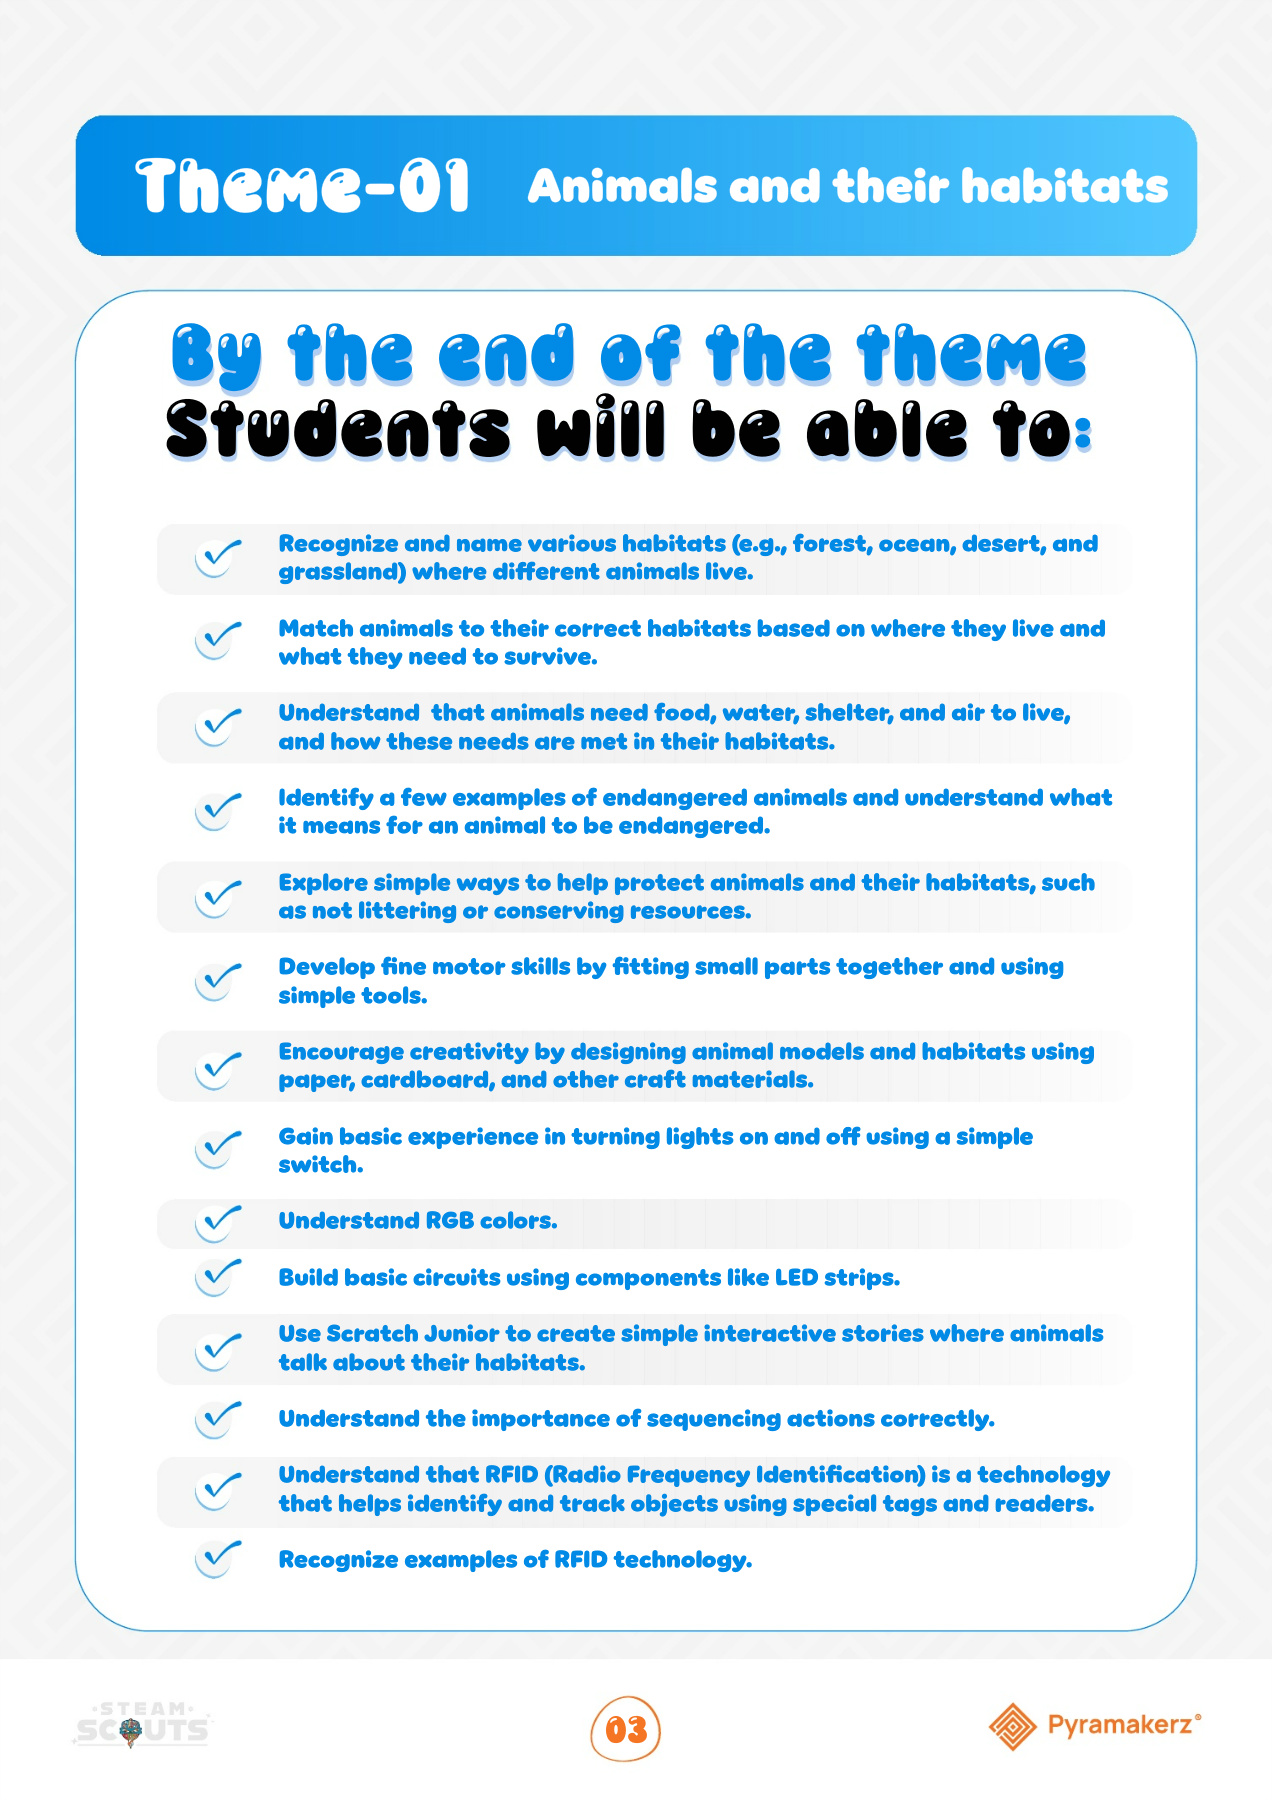 Theme-01 Animals and their habitats
By the end of the theme
Students will be able to:
Recognize and name various habitats (e.g., forest, ocean, desert, and
grassland) where different animals live.
Match animals to their correct habitats based on where they live and
what they need to survive.
Understand  that animals need food, water, shelter, and air to live,
and how these needs are met in their habitats.
Identify a few examples of endangered animals and understand what
it means for an animal to be endangered.
Explore simple ways to help protect animals and their habitats, such
as not littering or conserving resources.
Develop fine motor skills by fitting small parts together and using
simple tools.
Encourage creativity by designing animal models and habitats using
paper, cardboard, and other craft materials.
Gain basic experience in turning lights on and off using a simple
switch.
Understand RGB colors.
Build basic circuits using components like LED strips.
Use Scratch Junior to create simple interactive stories where animals
talk about their habitats.
Understand the importance of sequencing actions correctly.
Understand that RFID (Radio Frequency Identification) is a technology
that helps identify and track objects using special tags and readers.
Recognize examples of RFID technology.
STEAM
SCOUTS
03
Pyramakerz®